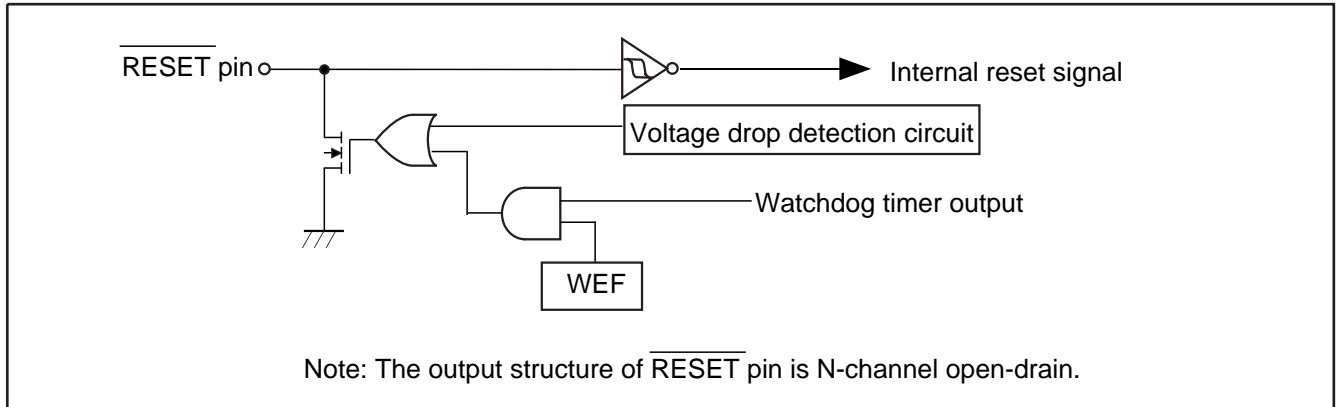 RESET pin
Internal reset signal
Voltage drop detection circuit
Watchdog timer output
WEF
Note: The output structure of RESET pin is N-channel open-drain.